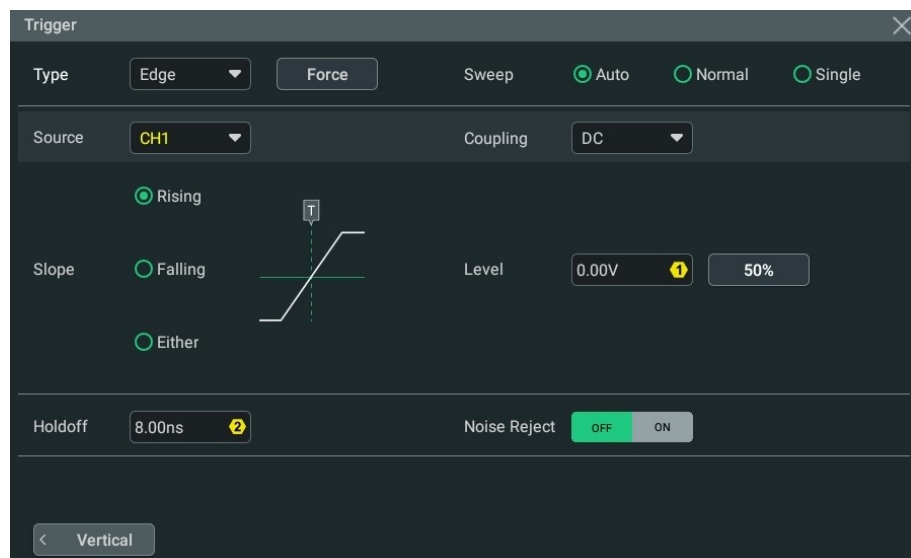 Trigger
Type Edge Force Sweep Auto Normal Single
Source CH1 Coupling DC
Rising
T
Slope Falling Level 0.00V 1 50%
Either
Holdoff 8.00ns 2 Noise Reject OFF ON
< Vertical